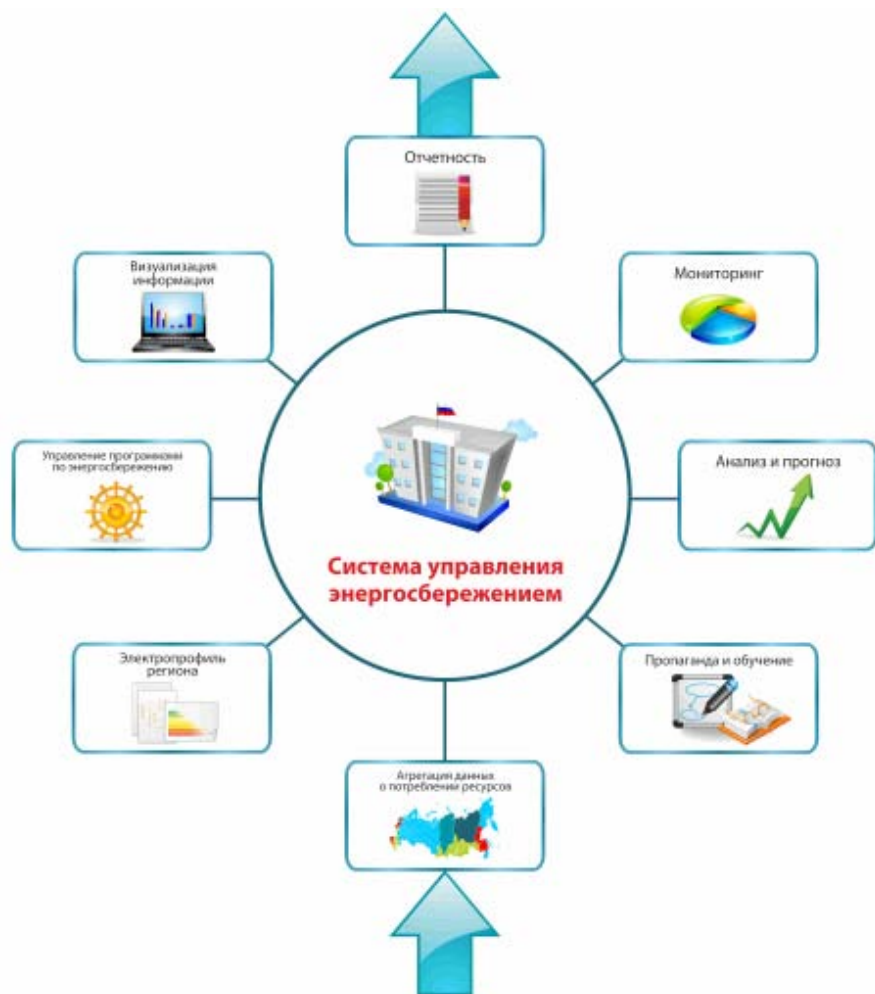 Отчетность
Визуализация
информации
Мониторинг
Управление программами
по энергосбережению
Анализ и прогноз
Система управления
энергосбережением
Электропрофиль
региона
Пропаганда и обучение
Агрегация данных
о потреблении ресурсов